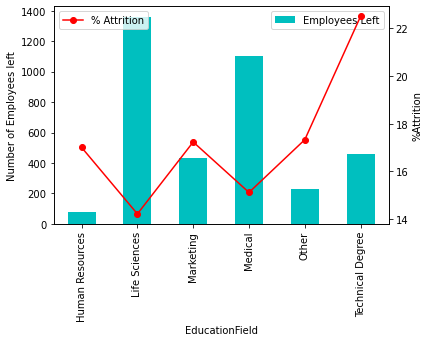 % Attrition
Employees Left
1400
1200
1000
800
600
400
200
0
22
20
18
16
14
Number of Employees left
%Attrition
Human Resources
Life Sciences
Marketing
Medical
Other
Technical Degree
EducationField